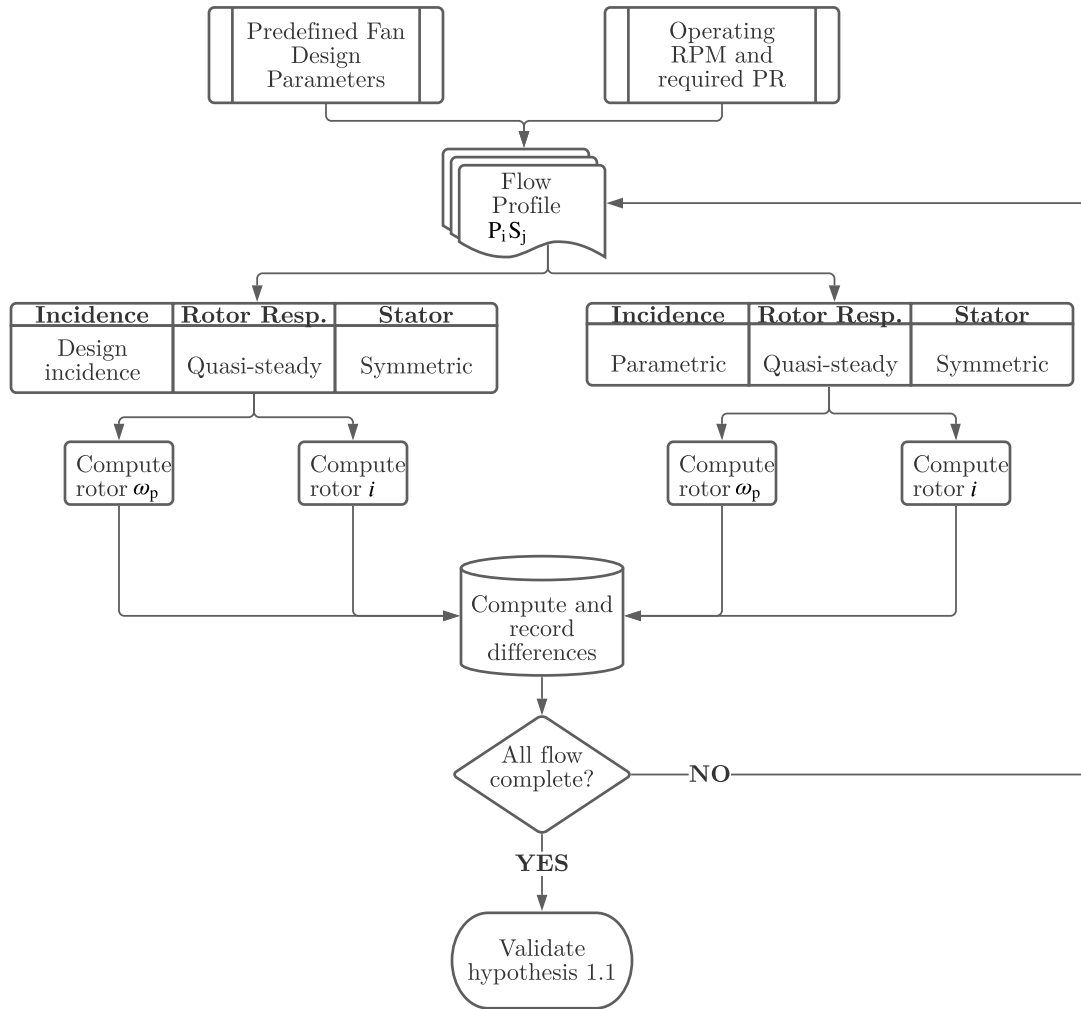 Predefined Fan
Design
Parameters
Operating
RPM and
required PR
Flow
Profile
PᵢSⱼ
Incidence Rotor Resp. Stator
Design
incidence
Quasi-steady
Symmetric
Incidence Rotor Resp. Stator
Parametric Quasi-steady Symmetric
Compute
rotor ωₚ
Compute
rotor i
Compute
rotor ωₚ
Compute
rotor i
Compute and
record
differences
All flow
complete?
NO
YES
Validate
hypothesis 1.1